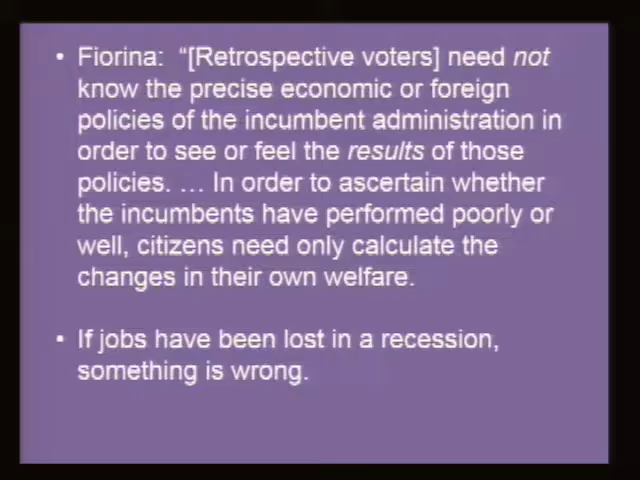 • Fiorina: “[Retrospective voters] need not
know the precise economic or foreign
policies of the incumbent administration in
order to see or feel the results of those
policies. … In order to ascertain whether
the incumbents have performed poorly or
well, citizens need only calculate the
changes in their own welfare.
• If jobs have been lost in a recession,
something is wrong.